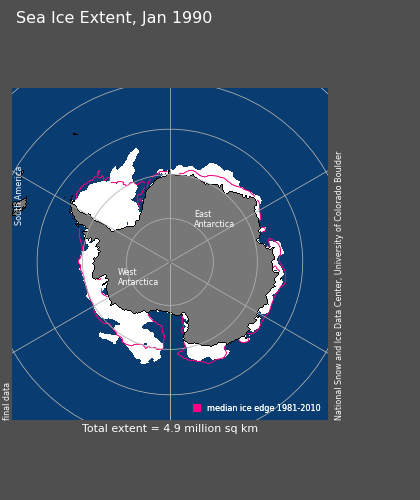 Sea Ice Extent, Jan 1990
South America
East
Antarctica
West
Antarctica
National Snow and Ice Data Center, University of Colorado Boulder
final data
median ice edge 1981-2010
Total extent = 4.9 million sq km